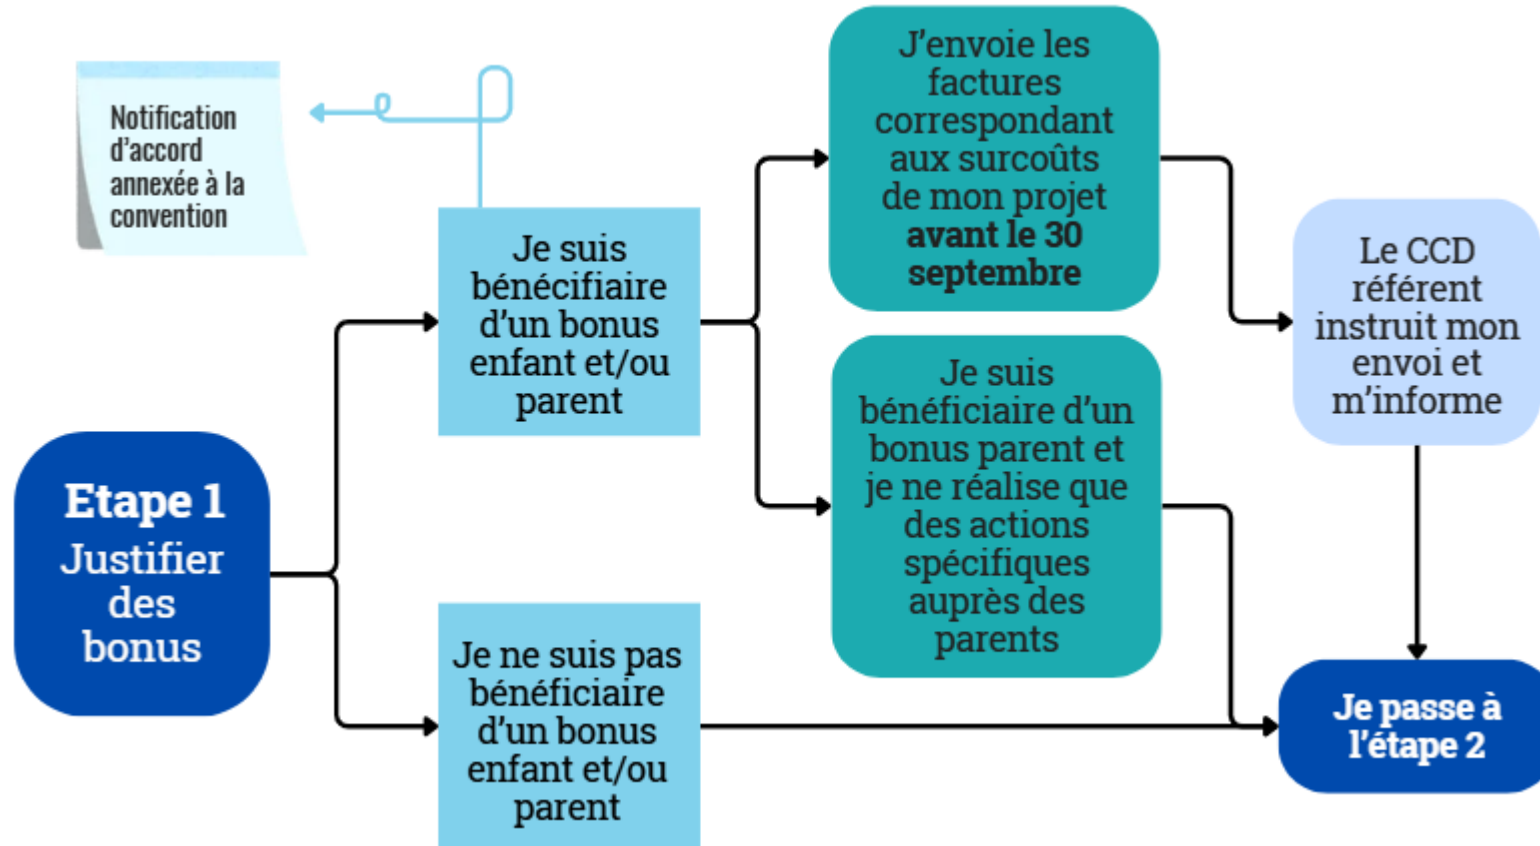 Notification
d'accord
annexée à la
convention
Etape 1
Justifier
des
bonus
Je suis
bénécifiaire
d'un bonus
enfant et/ou
parent
Je ne suis pas
bénéficiaire
d'un bonus
enfant et/ou
parent
J'envoie les
factures
correspondant
aux surcoûts
de mon projet
avant le 30
septembre
Je suis
bénéficiaire d'un
bonus parent et
je ne réalise que
des actions
spécifiques
auprès des
parents
Le CCD
référent
instruit mon
envoi et
m'informe
Je passe à
l'étape 2